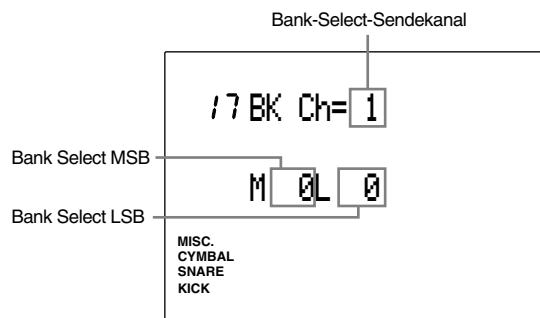 Bank-Select-Sendekanal
17 BK Ch= 1
Bank Select MSB
M 0L 0
Bank Select LSB
MISC.
CYMBAL
SNARE
KICK